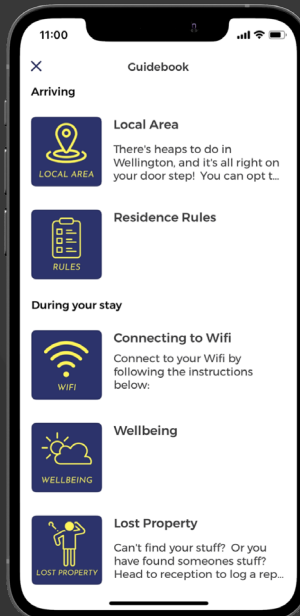 11:00
Guidebook
Arriving
LOCAL AREA
Local Area
There's heaps to do in
Wellington, and it's all right on
your door step! You can opt t...
RULES
Residence Rules
During your stay
WIFI
Connecting to Wifi
Connect to your Wifi by
following the instructions
below:
WELLBEING
Wellbeing
LOST PROPERTY
Lost Property
Can't find your stuff? Or you
have found someones stuff?
Head to reception to log a rep...